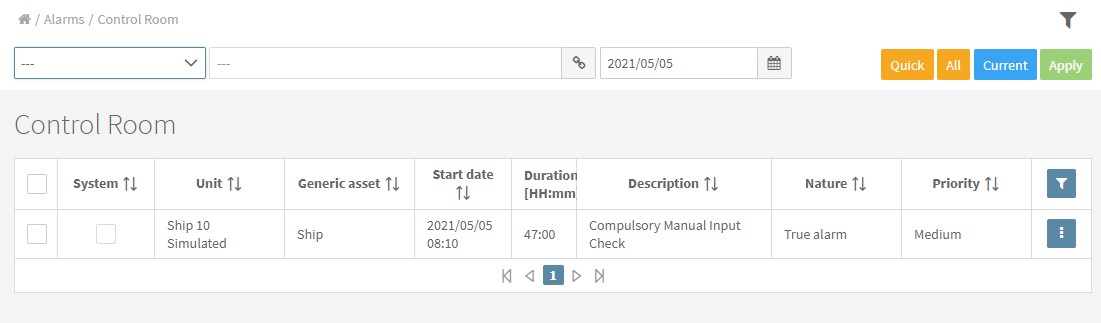 / Alarms / Control Room
---
---
2021/05/05
Quick
All
Current
Apply
Control Room
System
Unit
Generic asset
Start date
Duration
[HH:mm]
Description
Nature
Priority
Ship 10
Simulated
Ship
2021/05/05
08:10
47:00
Compulsory Manual Input
Check
True alarm
Medium
1